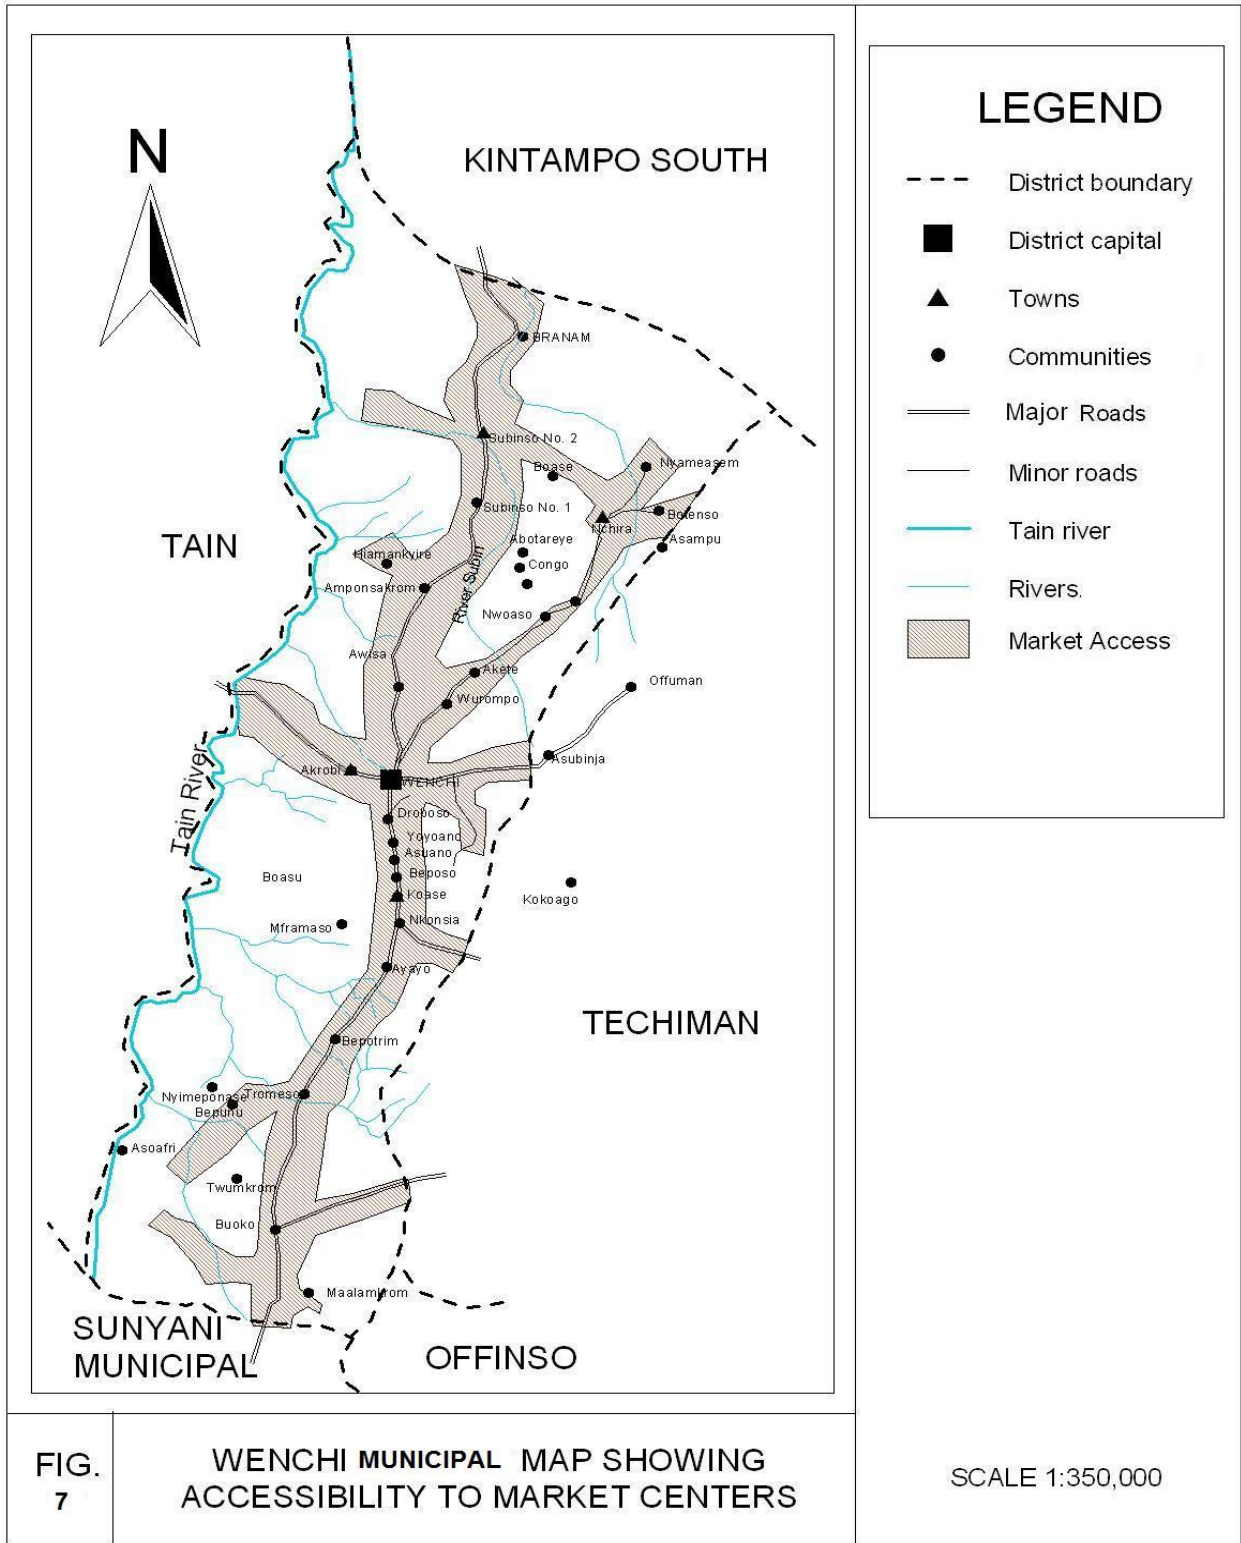 N
KINTAMPO SOUTH
BRANAM
Subinso No. 2
Boase
Nyameasem
Subinso No. 1
Nchira
Botenso
TAIN
Abotareye
Asampu
Hiamankyire
Congo
Amponsakrom
River Subin
Nwoaso
Awisa
Akete
Offuman
Wurompo
Tain River
Akrobi
Asubinja
WENCHI
Droboso
Yoyoano
Asuano
Boasu
Beposo
Koase
Kokoago
Mframaso
Nkonsia
Ayayo
TECHIMAN
Bepotrim
Nyimeponase
Tromeso
Bepunu
Asoafri
Twumkrom
Buoko
Maalamkrom
SUNYANI
MUNICIPAL
OFFINSO
LEGEND
District boundary
District capital
Towns
Communities
Major Roads
Minor roads
Tain river
Rivers.
Market Access
FIG.
7
WENCHI MUNICIPAL MAP SHOWING
ACCESSIBILITY TO MARKET CENTERS
SCALE 1:350,000